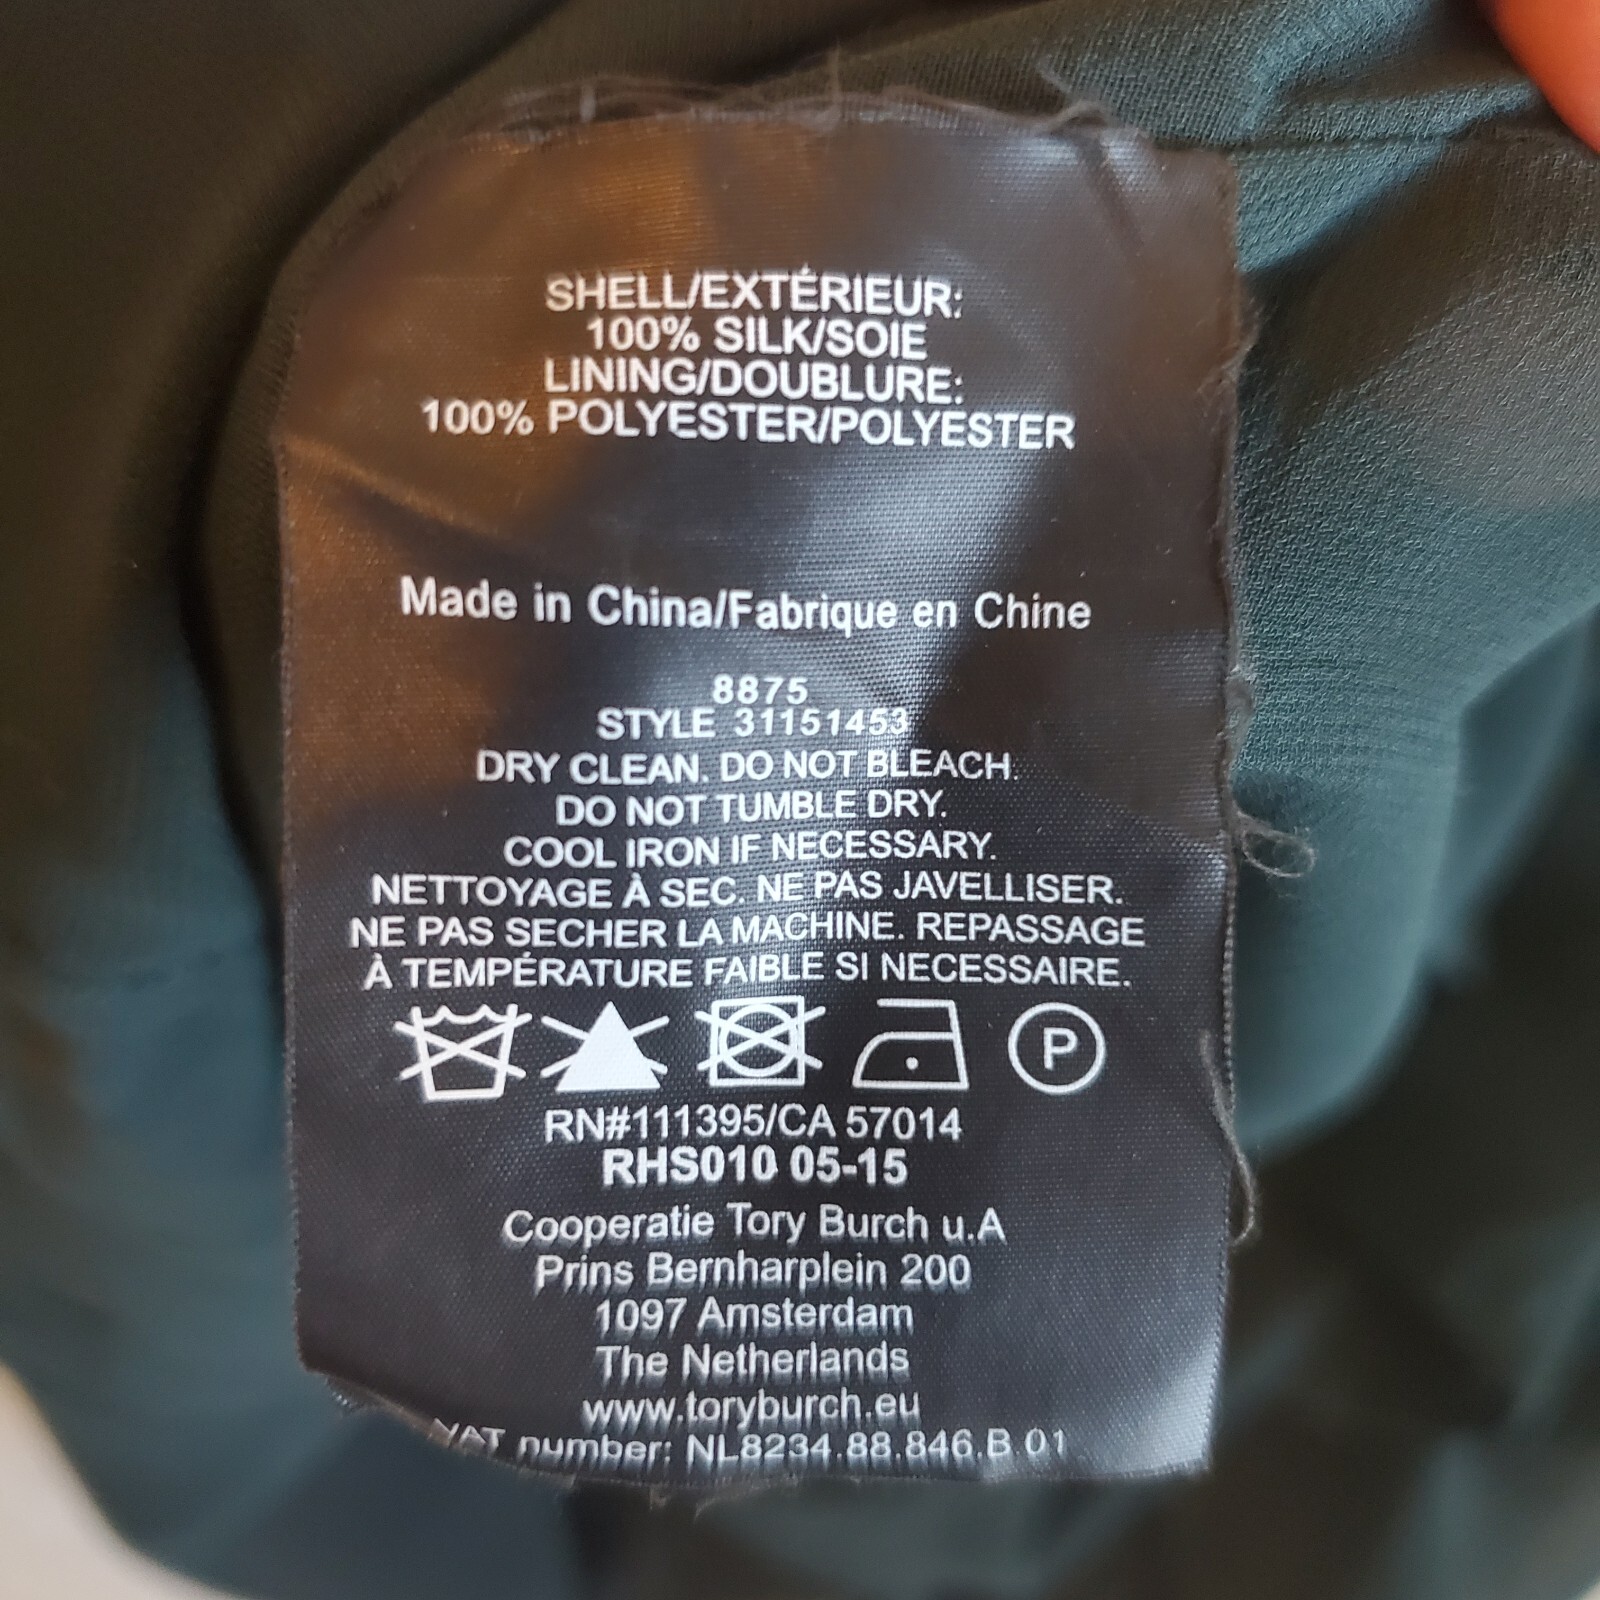 SHELL/EXTÉRIEUR:
100% SILK/SOIE
LINING/DOUBLURE:
100% POLYESTER/POLYESTER
Made in China/Fabrique en Chine
8875
STYLE 31151453
DRY CLEAN. DO NOT BLEACH.
DO NOT TUMBLE DRY.
COOL IRON IF NECESSARY.
NETTOYAGE À SEC. NE PAS JAVELLISER.
NE PAS SECHER LA MACHINE. REPASSAGE
À TEMPÉRATURE FAIBLE SI NECESSAIRE.
P
RN#111395/CA 57014
RHS010 05-15
Cooperatie Tory Burch u.A
Prins Bernharplein 200
1097 Amsterdam
The Netherlands
www.toryburch.eu
VAT number: NL8234.88.846.B.01